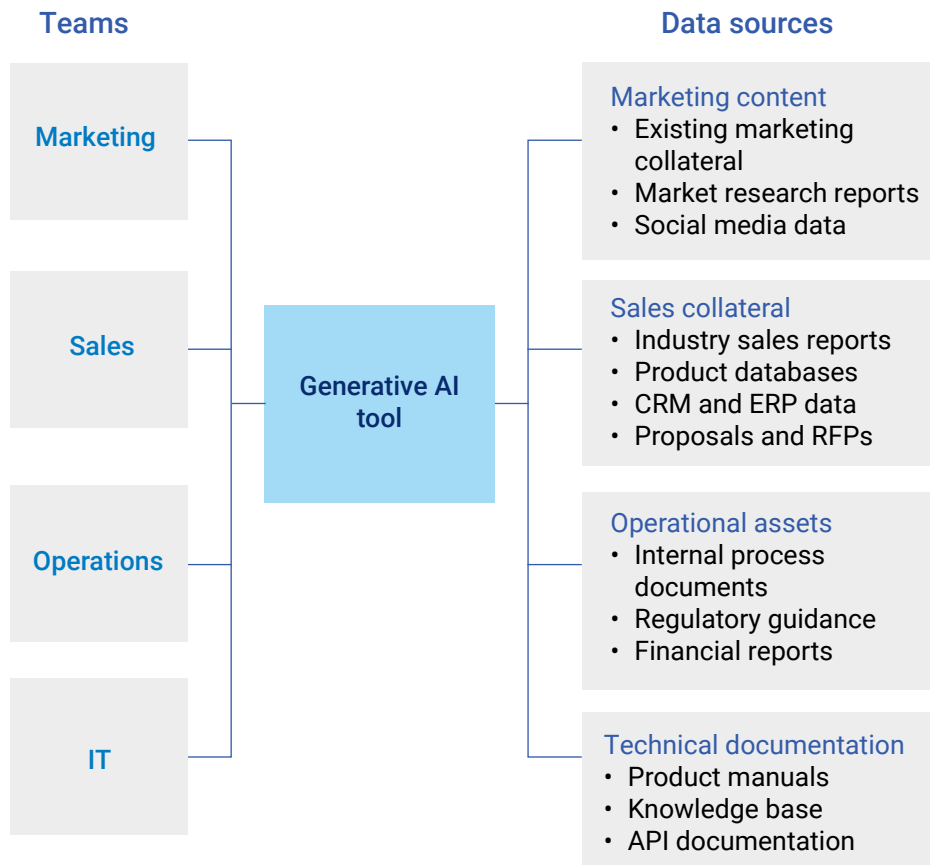 Teams
Data sources
Marketing
Sales
Operations
IT
Generative AI
tool
Marketing content
• Existing marketing
collateral
• Market research reports
• Social media data
Sales collateral
• Industry sales reports
• Product databases
• CRM and ERP data
• Proposals and RFPs
Operational assets
• Internal process
documents
• Regulatory guidance
• Financial reports
Technical documentation
• Product manuals
• Knowledge base
• API documentation